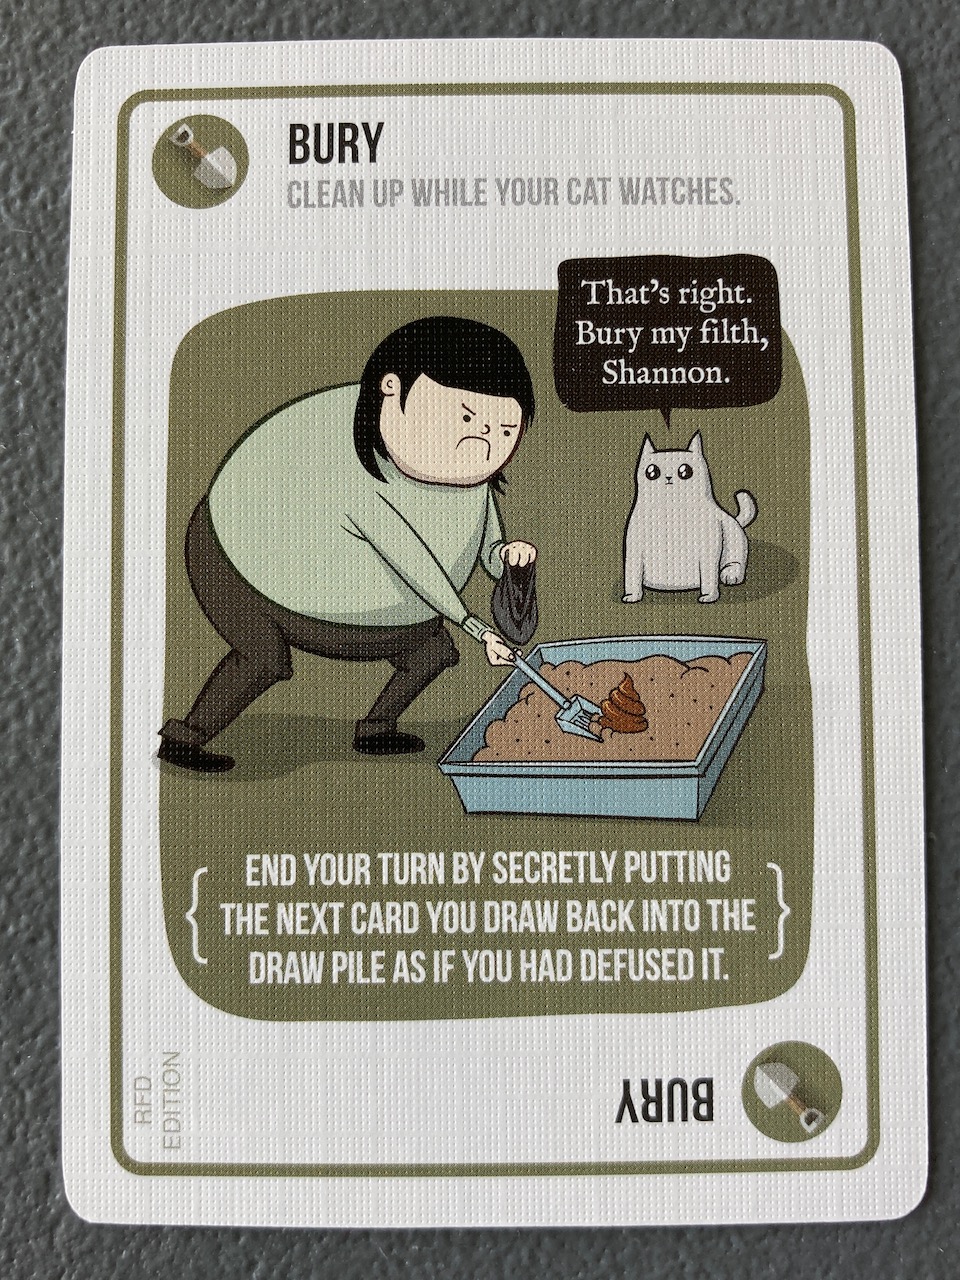 BURY
CLEAN UP WHILE YOUR CAT WATCHES.
That's right.
Bury my filth,
Shannon.
END YOUR TURN BY SECRETLY PUTTING
THE NEXT CARD YOU DRAW BACK INTO THE
DRAW PILE AS IF YOU HAD DEFUSED IT.
RFD
EDITION
BURY